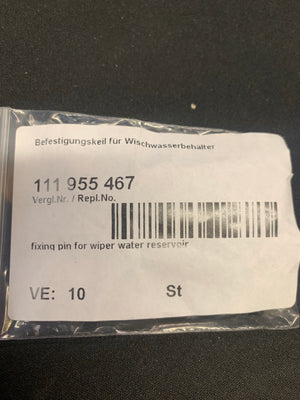 Befestigungskeil für Wischwasserbehälter
111 955 467
Vergl.Nr. / Repl.No.
fixing pin for wiper water reservoir
VE: 10 St